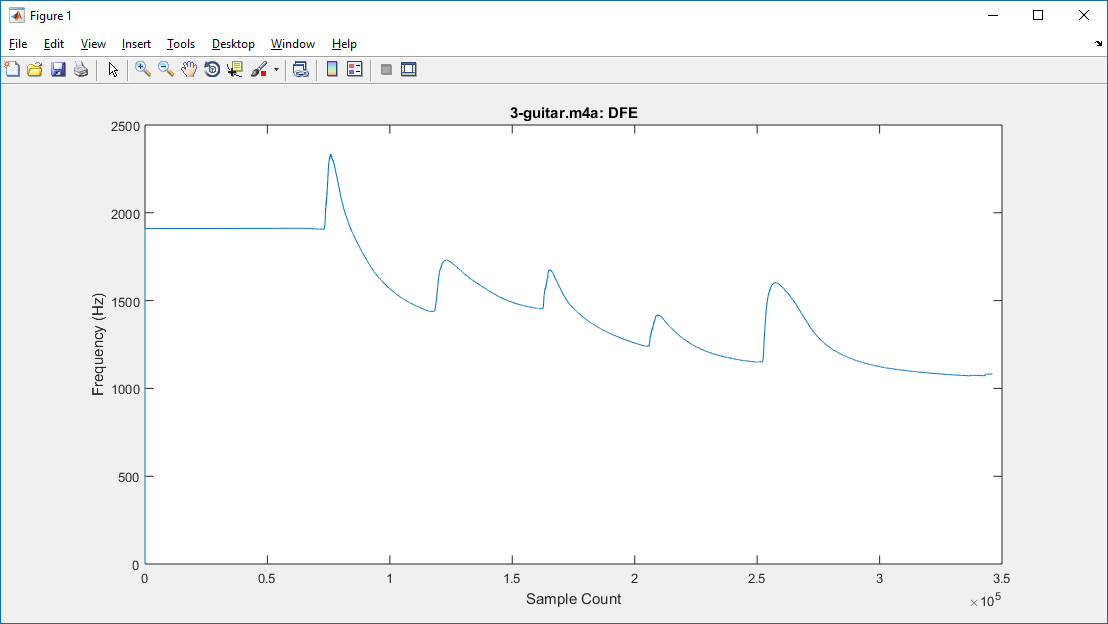 Figure 1
File Edit View Insert Tools Desktop Window Help
3-guitar.m4a: DFE
2500
2000
1500
1000
500
0
Frequency (Hz)
0 0.5 1 1.5 2 2.5 3 3.5
Sample Count
× 10⁵